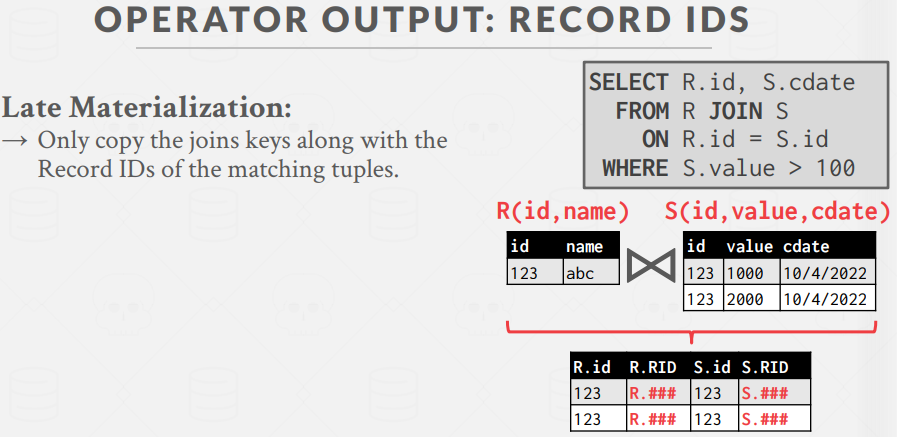 OPERATOR OUTPUT: RECORD IDS
Late Materialization:
→ Only copy the joins keys along with the
Record IDs of the matching tuples.
SELECT R.id, S.cdate
FROM R JOIN S
ON R.id = S.id
WHERE S.value > 100
R(id,name) S(id,value,cdate)
id name
123 abc
id value cdate
123 1000 10/4/2022
123 2000 10/4/2022
R.id R.RID S.id S.RID
123 R.### 123 S.###
123 R.### 123 S.###